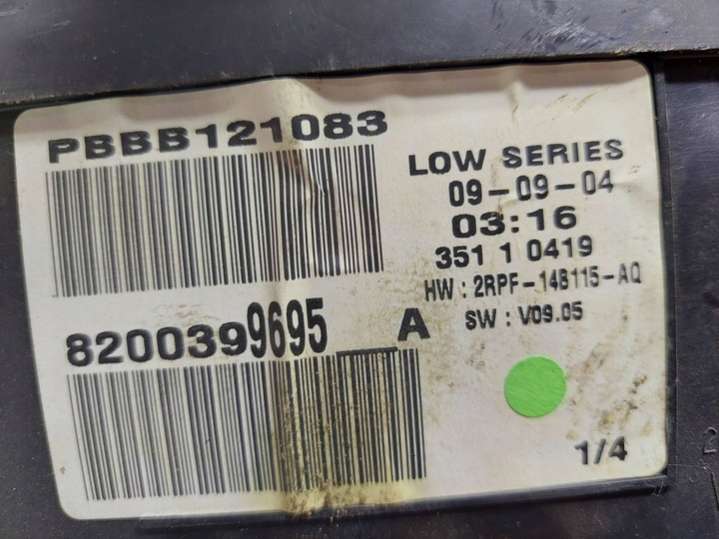 PBBB121083
LOW SERIES
09-09-04
03:16
351 1 0419
HW : 2RPF-14B115-AQ
SW : V09.05
8200399695__A
1/4